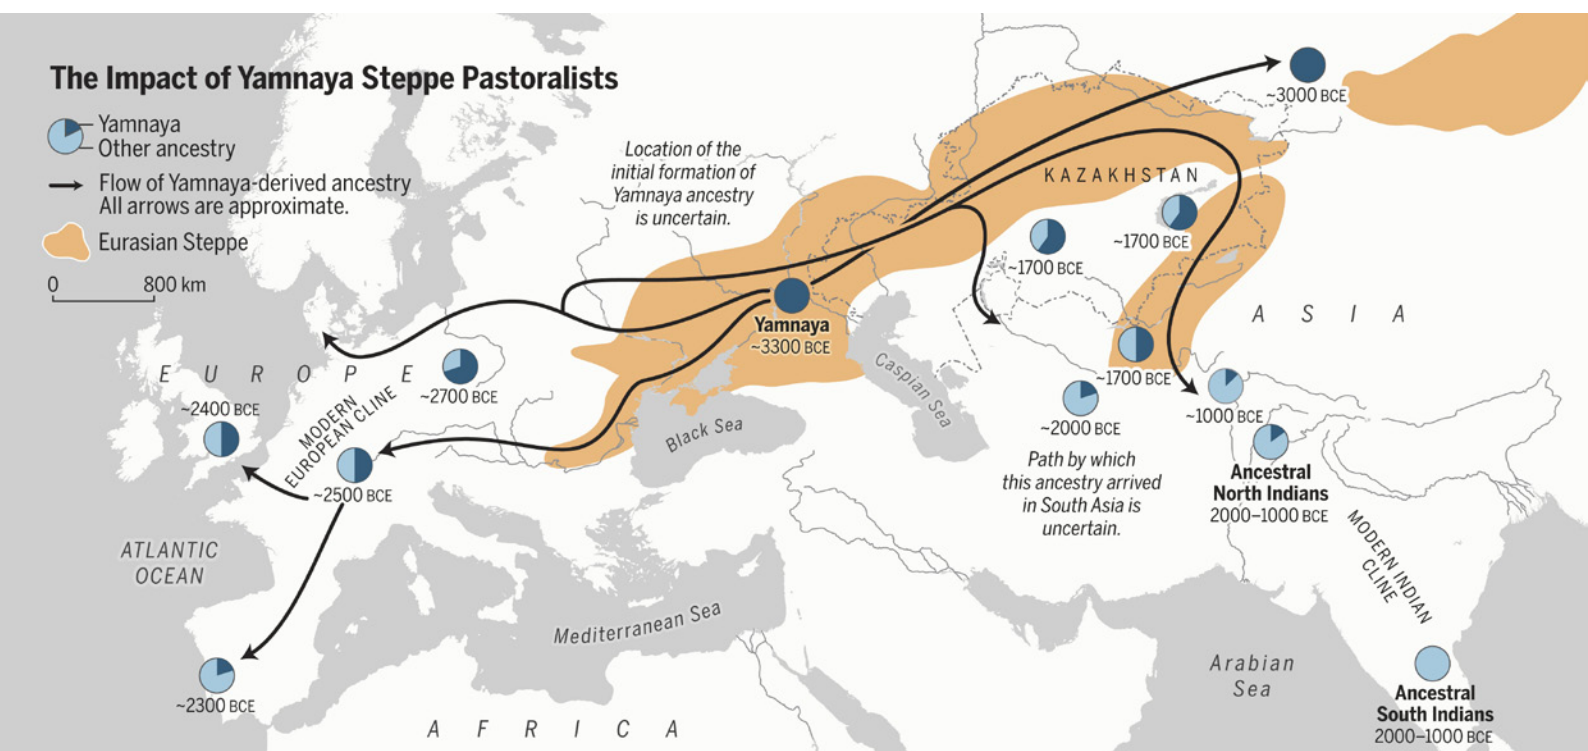 The Impact of Yamnaya Steppe Pastoralists
Yamnaya
Other ancestry
Flow of Yamnaya-derived ancestry
All arrows are approximate.
Eurasian Steppe
0 800 km
Location of the
initial formation of
Yamnaya ancestry
is uncertain.
~3000 BCE
KAZAKHSTAN
~1700 BCE
~1700 BCE
Yamnaya
~3300 BCE
ASIA
EUROPE
~2400 BCE
MODERN
EUROPEAN CLINE
~2700 BCE
~2500 BCE
Black Sea
Caspian Sea
~1700 BCE
~2000 BCE
~1000 BCE
Path by which
this ancestry arrived
in South Asia is
uncertain.
Ancestral
North Indians
2000–1000 BCE
MODERN INDIAN
CLINE
ATLANTIC
OCEAN
Mediterranean Sea
~2300 BCE
AFRICA
Arabian
Sea
Ancestral
South Indians
2000–1000 BCE